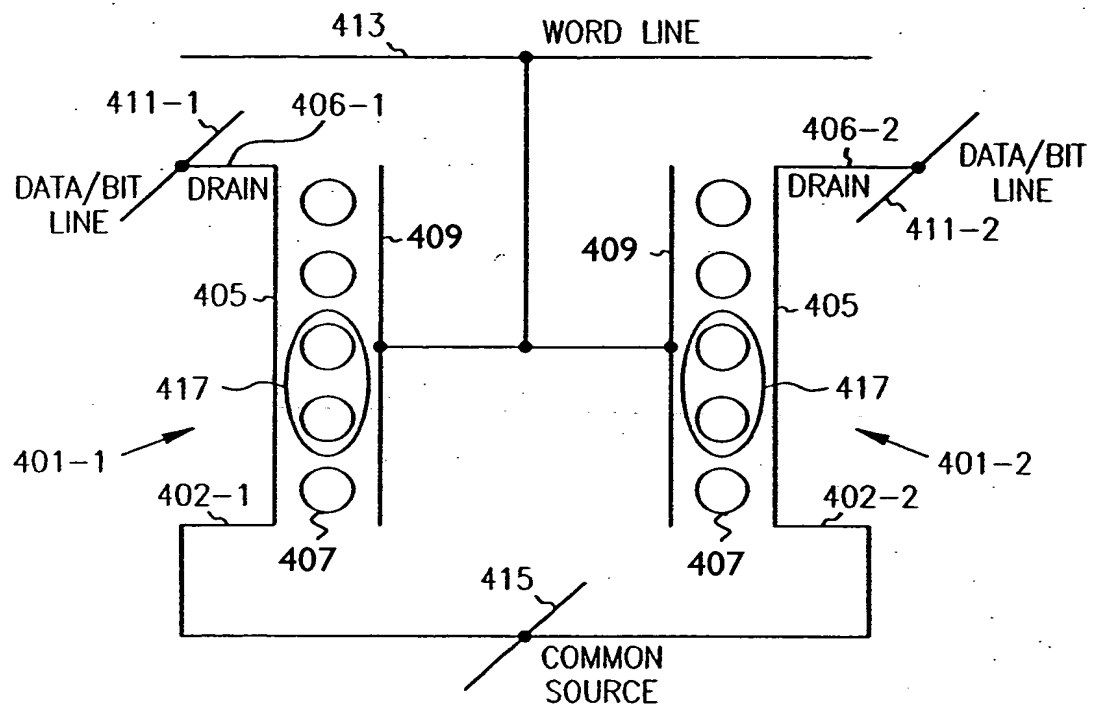 413
WORD LINE
411-1
406-1
406-2
DATA/BIT
LINE
DRAIN
DRAIN
DATA/BIT
LINE
411-2
409
409
405
405
417
417
401-1
401-2
402-1
402-2
407
407
415
COMMON
SOURCE